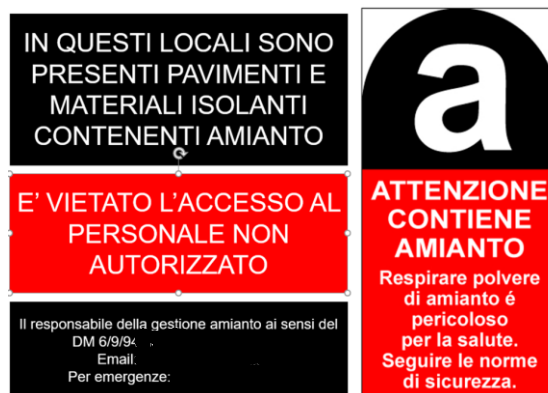 IN QUESTI LOCALI SONO
PRESENTI PAVIMENTI E
MATERIALI ISOLANTI
CONTENENTI AMIANTO
E' VIETATO L'ACCESSO AL
PERSONALE NON
AUTORIZZATO
Il responsabile della gestione amianto ai sensi del
DM 6/9/94
Email:
Per emergenze:
a
ATTENZIONE
CONTIENE
AMIANTO
Respirare polvere
di amianto é
pericoloso
per la salute.
Seguire le norme
di sicurezza.